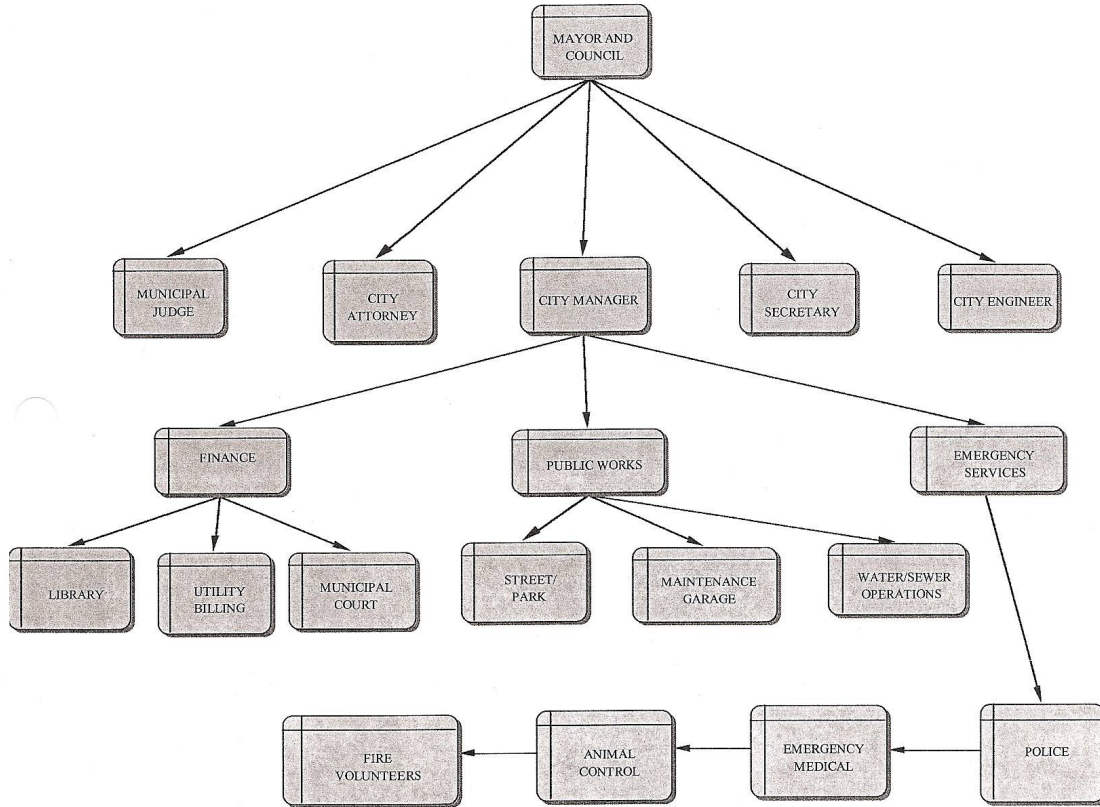 MAYOR AND
COUNCIL
MUNICIPAL
JUDGE
CITY
ATTORNEY
CITY MANAGER
CITY
SECRETARY
CITY ENGINEER
FINANCE
PUBLIC WORKS
EMERGENCY
SERVICES
LIBRARY
UTILITY
BILLING
MUNICIPAL
COURT
STREET/
PARK
MAINTENANCE
GARAGE
WATER/SEWER
OPERATIONS
FIRE
VOLUNTEERS
ANIMAL
CONTROL
EMERGENCY
MEDICAL
POLICE